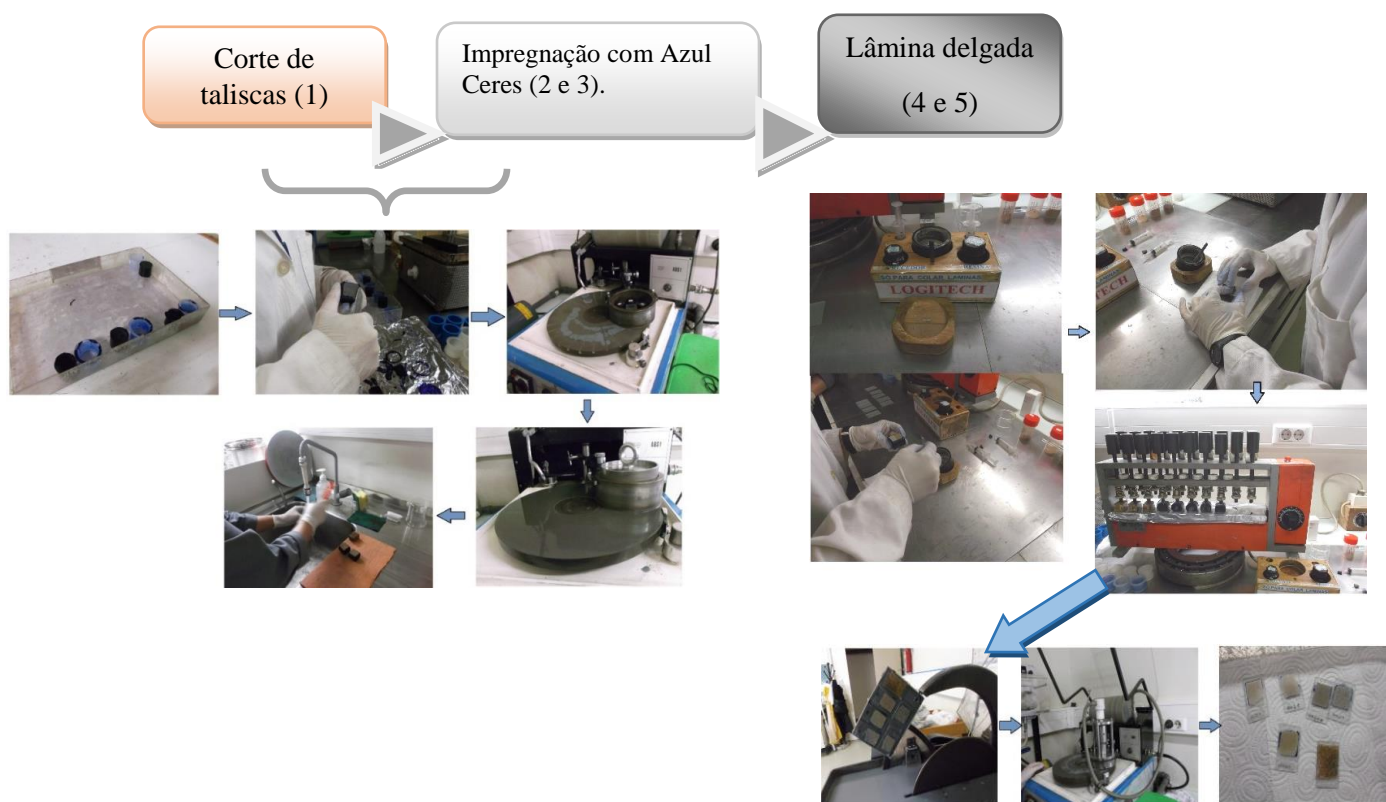 Corte de
taliscas (1)
Impregnação com Azul
Ceres (2 e 3).
Lâmina delgada
(4 e 5)
LOGITECH